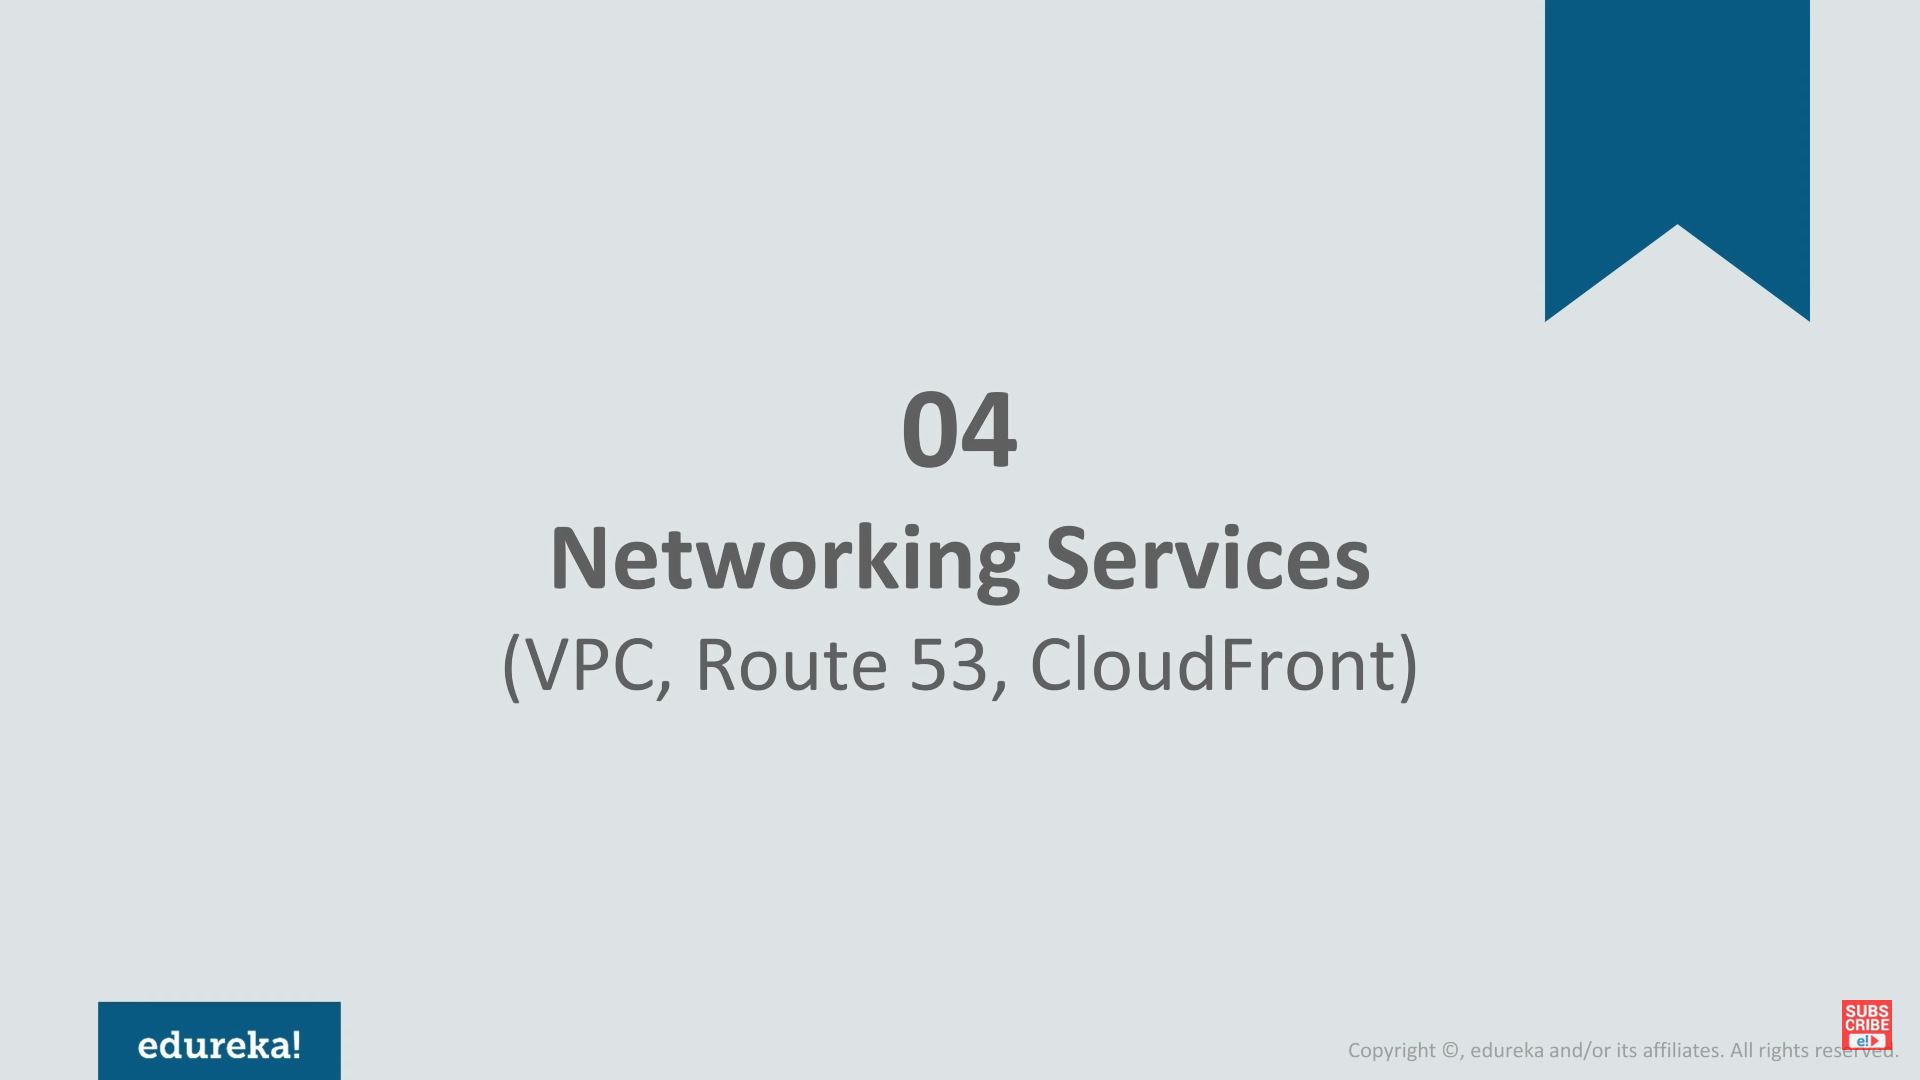 04
Networking Services
(VPC, Route 53, CloudFront)
edureka!
SUBS
CRIBE
e!
Copyright ©, edureka and/or its affiliates. All rights reserved.